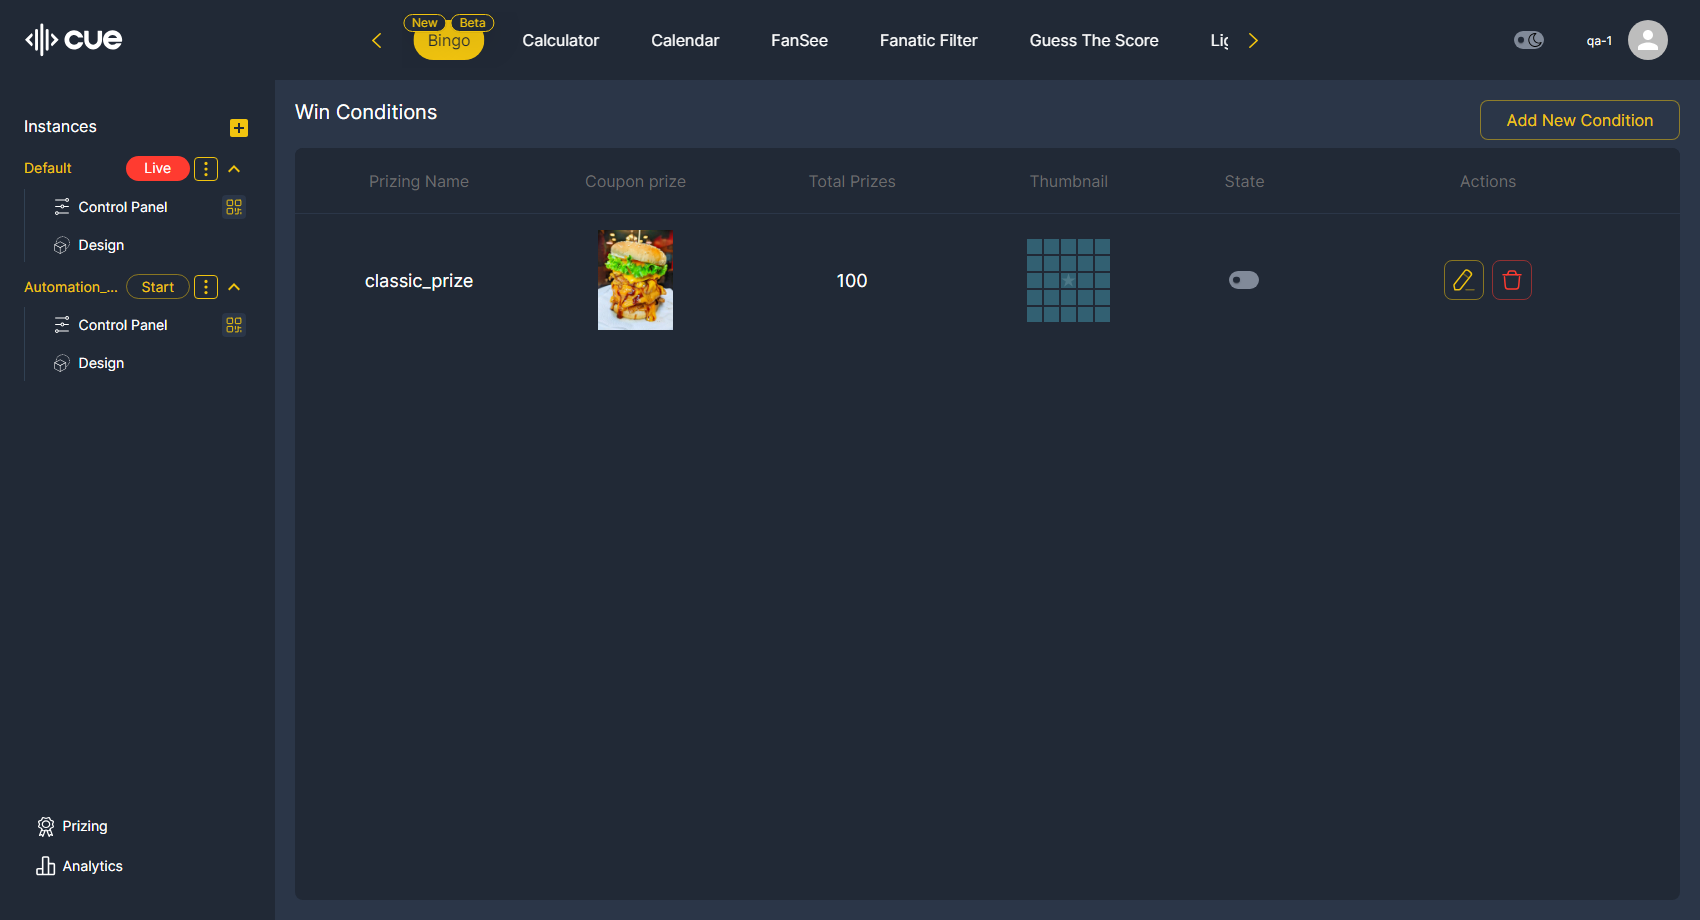 cue
New Beta
Bingo Calculator Calendar FanSee Fanatic Filter Guess The Score
qa-1
Instances
Default Live
Control Panel
Design
Automation_... Start
Control Panel
Design
Prizing
Analytics
Win Conditions
Add New Condition
Prizing Name Coupon prize Total Prizes Thumbnail State Actions
classic_prize 100